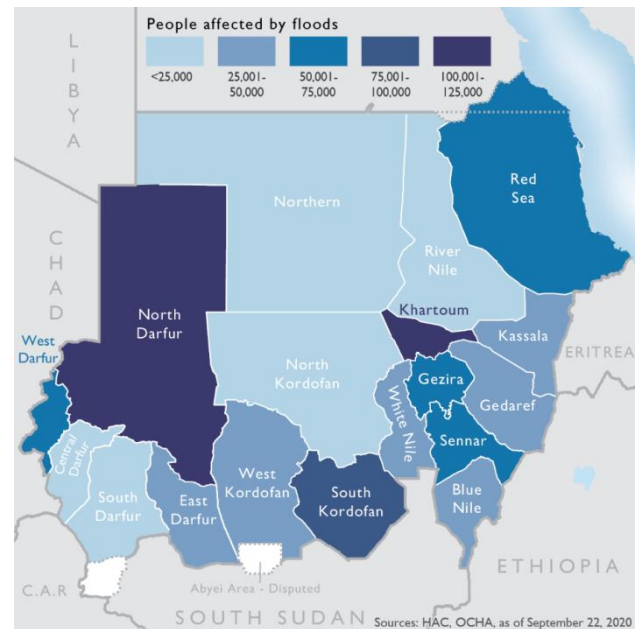 People affected by floods
<25,000
25,001-
50,000
50,001-
75,000
75,001-
100,000
100,001-
125,000
LIBYA
CHAD
Northern
Red
Sea
River
Nile
North
Darfur
Khartoum
West
Darfur
Kassala
ERITREA
North
Kordofan
Gezira
White Nile
Gedaref
Central
Darfur
Sennar
West
Kordofan
South
Darfur
East
Darfur
South
Kordofan
Blue
Nile
ETHIOPIA
C.A.R
Abyei Area - Disputed
SOUTH SUDAN
Sources: HAC, OCHA, as of September 22, 2020